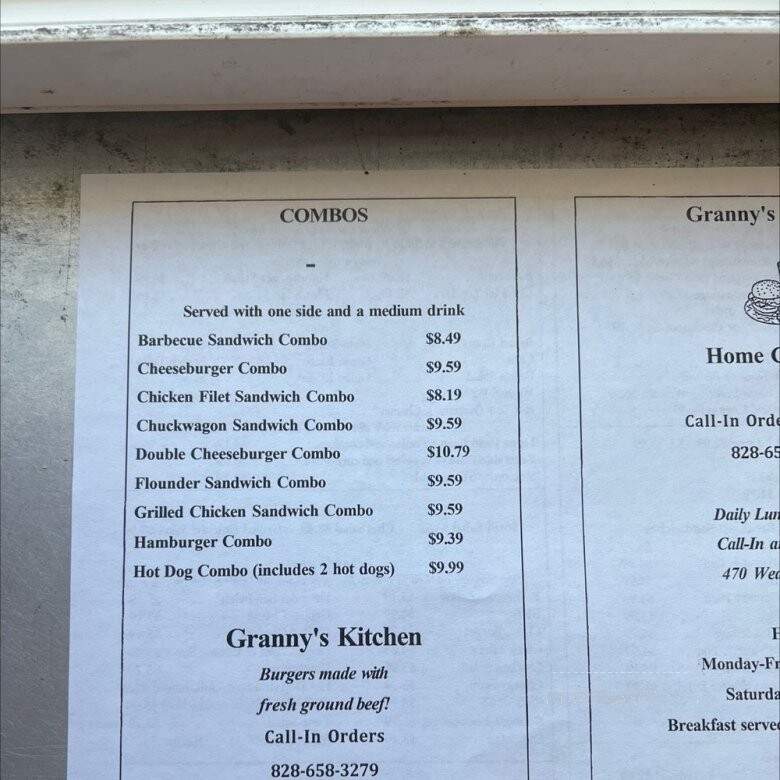 COMBOS
-
Served with one side and a medium drink
Barbecue Sandwich Combo $8.49
Cheeseburger Combo $9.59
Chicken Filet Sandwich Combo $8.19
Chuckwagon Sandwich Combo $9.59
Double Cheeseburger Combo $10.79
Flounder Sandwich Combo $9.59
Grilled Chicken Sandwich Combo $9.59
Hamburger Combo $9.39
Hot Dog Combo (includes 2 hot dogs) $9.99
Granny's Kitchen
Burgers made with
fresh ground beef!
Call-In Orders
828-658-3279
Granny's
Home
Call-In Orde
828-65
Daily Lun
Call-In a
470 Wea
H
Monday-Fr
Saturda
Breakfast served